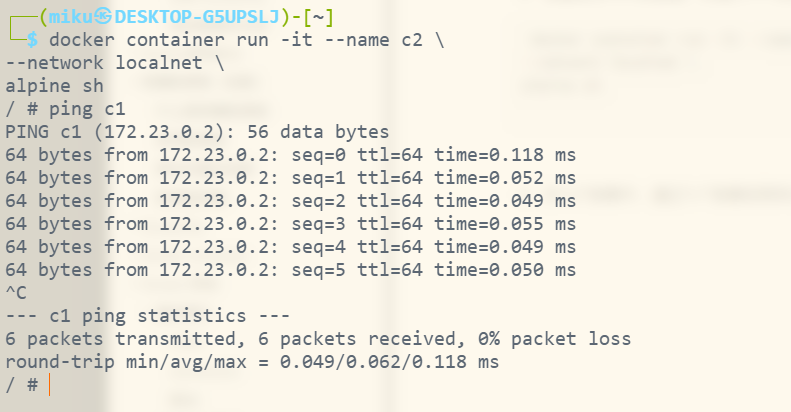 ┌──(miku㉿DESKTOP-G5UPSLJ)-[~]
└─$ docker container run -it --name c2 \
--network localnet \
alpine sh
/ # ping c1
PING c1 (172.23.0.2): 56 data bytes
64 bytes from 172.23.0.2: seq=0 ttl=64 time=0.118 ms
64 bytes from 172.23.0.2: seq=1 ttl=64 time=0.052 ms
64 bytes from 172.23.0.2: seq=2 ttl=64 time=0.049 ms
64 bytes from 172.23.0.2: seq=3 ttl=64 time=0.055 ms
64 bytes from 172.23.0.2: seq=4 ttl=64 time=0.049 ms
64 bytes from 172.23.0.2: seq=5 ttl=64 time=0.050 ms
^C
--- c1 ping statistics ---
6 packets transmitted, 6 packets received, 0% packet loss
round-trip min/avg/max = 0.049/0.062/0.118 ms
/ #